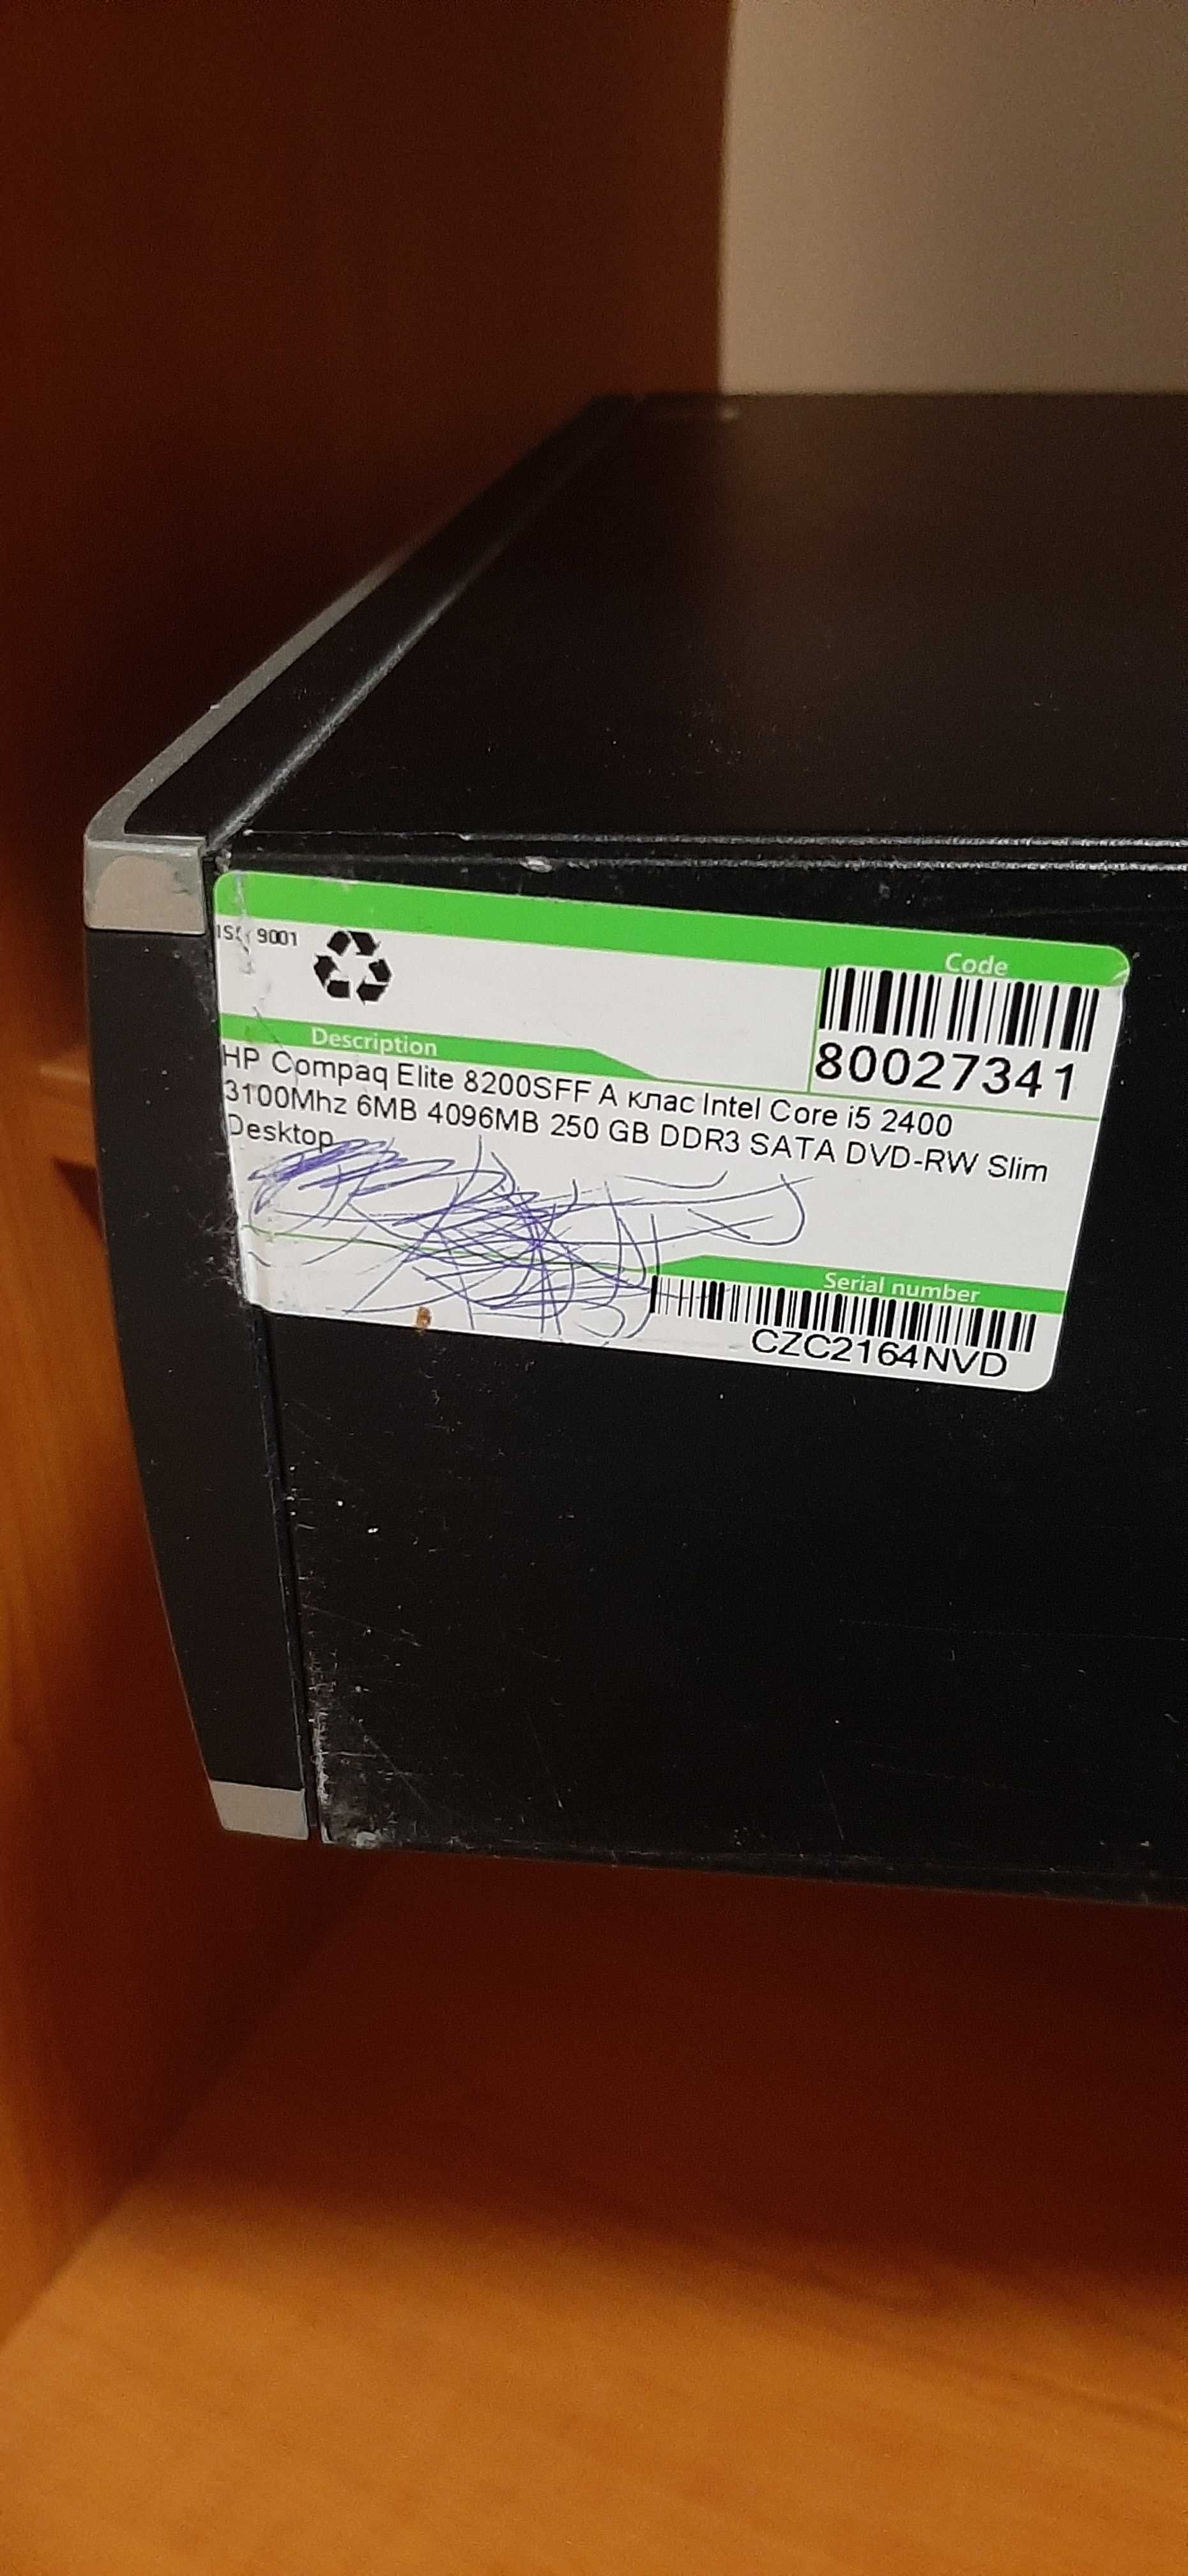 Code
ISO 9001
80027341
Description
HP Compaq Elite 8200SFF А клас Intel Core i5 2400
3100Mhz 6MB 4096MB 250 GB DDR3 SATA DVD-RW Slim
Desktop
Serial number
CZC2164NVD